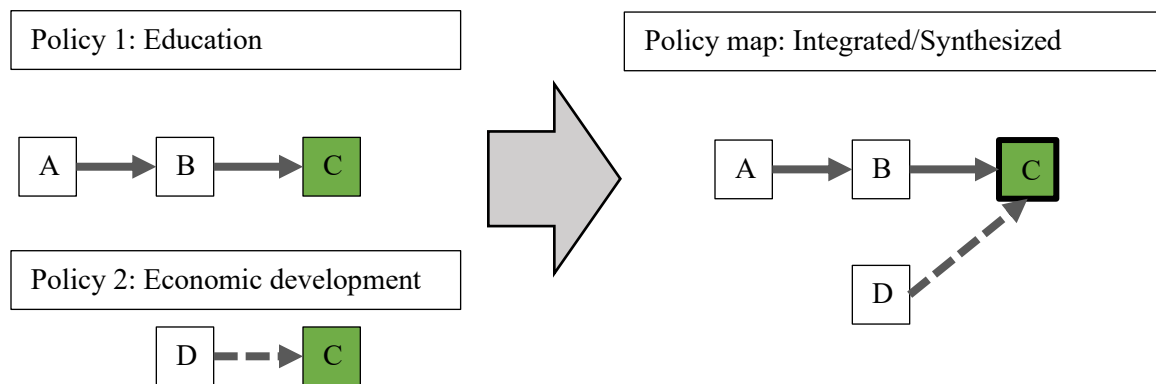 Policy 1: Education
A B C
Policy 2: Economic development
D C
Policy map: Integrated/Synthesized
A B C
D